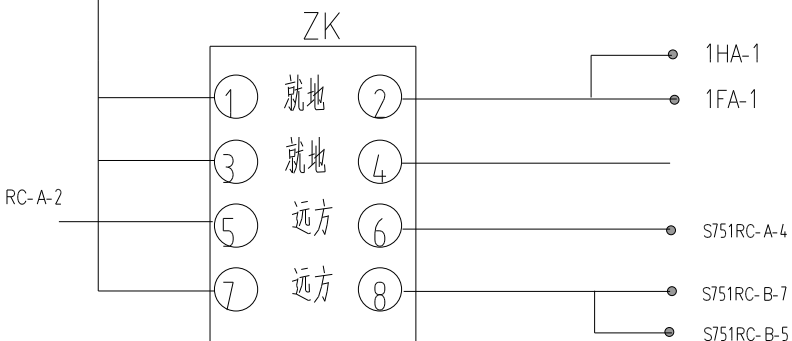 ZK
1HA-1
① 就地 ②
1FA-1
③ 就地 ④
RC-A-2
⑤ 远方 ⑥
S751RC-A-4
⑦ 远方 ⑧
S751RC-B-7
S751RC-B-5